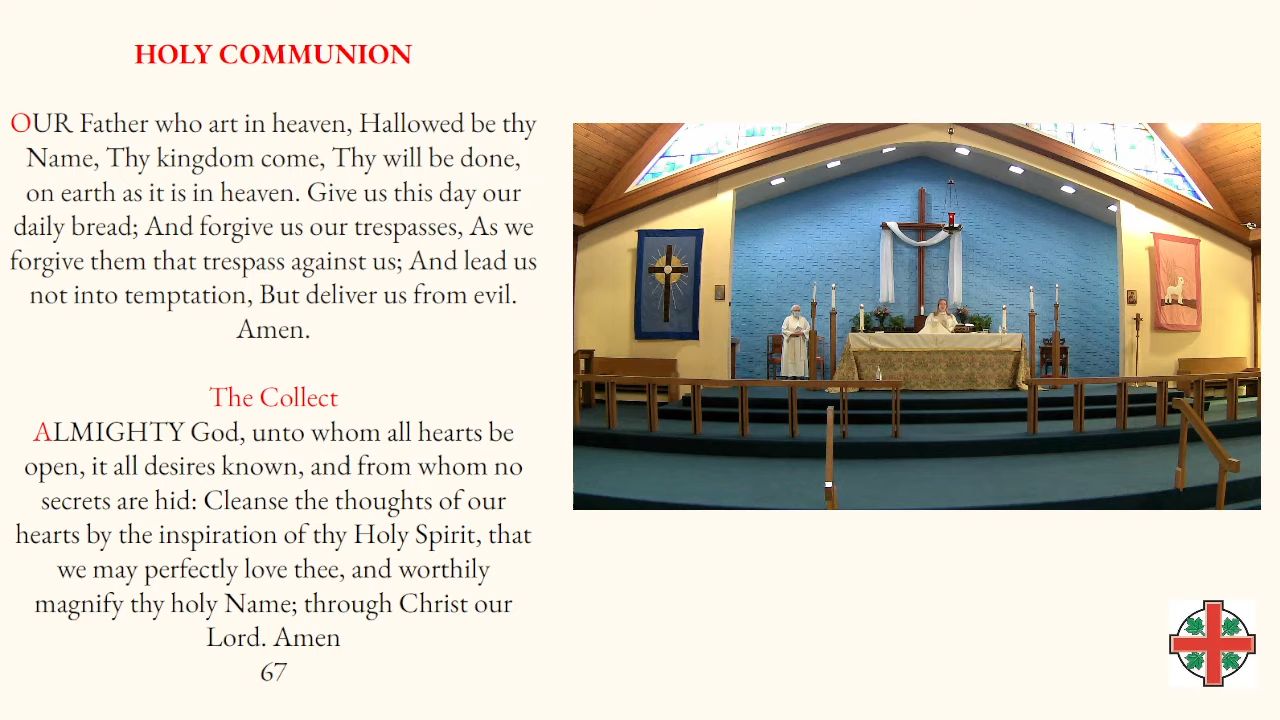 HOLY COMMUNION
OUR Father who art in heaven, Hallowed be thy
Name, Thy kingdom come, Thy will be done,
on earth as it is in heaven. Give us this day our
daily bread; And forgive us our trespasses, As we
forgive them that trespass against us; And lead us
not into temptation, But deliver us from evil.
Amen.
The Collect
ALMIGHTY God, unto whom all hearts be
open, it all desires known, and from whom no
secrets are hid: Cleanse the thoughts of our
hearts by the inspiration of thy Holy Spirit, that
we may perfectly love thee, and worthily
magnify thy holy Name; through Christ our
Lord. Amen
67